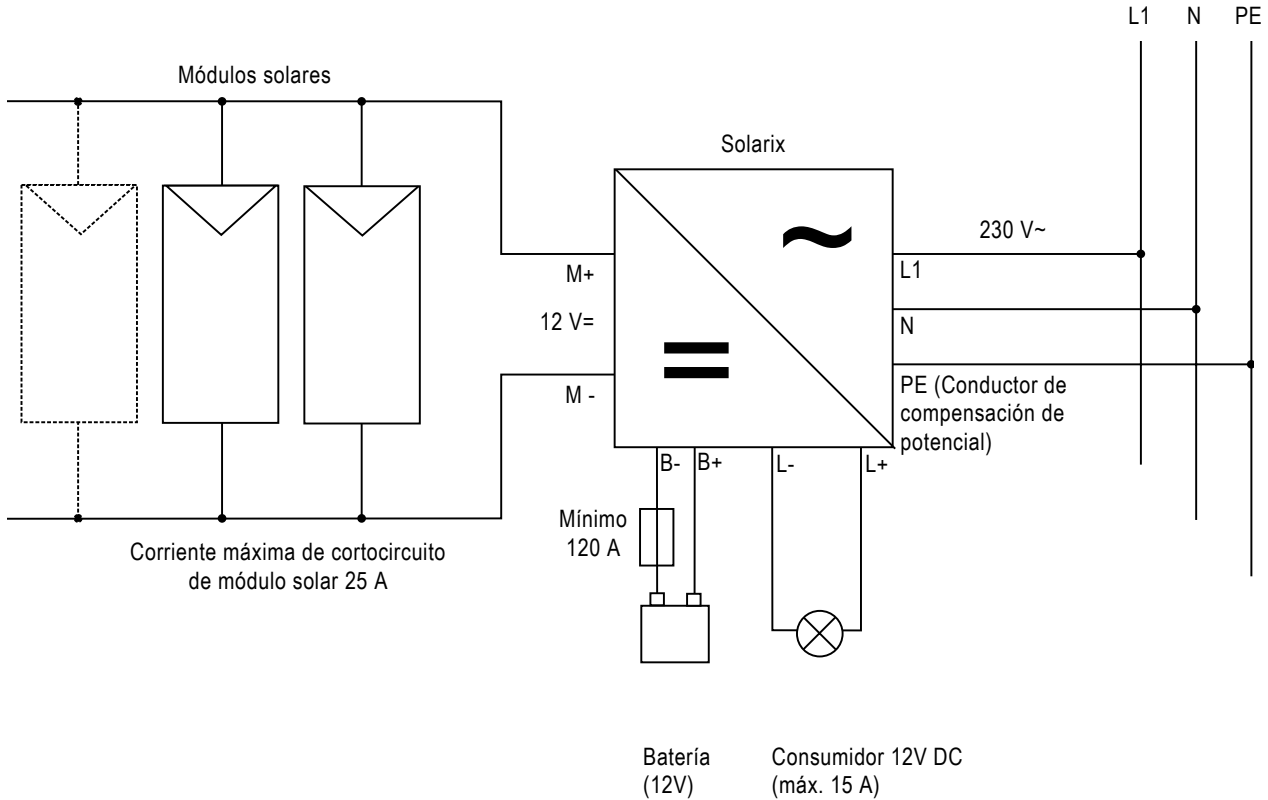 L1 N PE
Módulos solares
Solarix
230 V~
M+
L1
12 V=
N
M -
PE (Conductor de
compensación de
potencial)
B- B+ L- L+
Mínimo
120 A
Corriente máxima de cortocircuito
de módulo solar 25 A
Batería
(12V)
Consumidor 12V DC
(máx. 15 A)